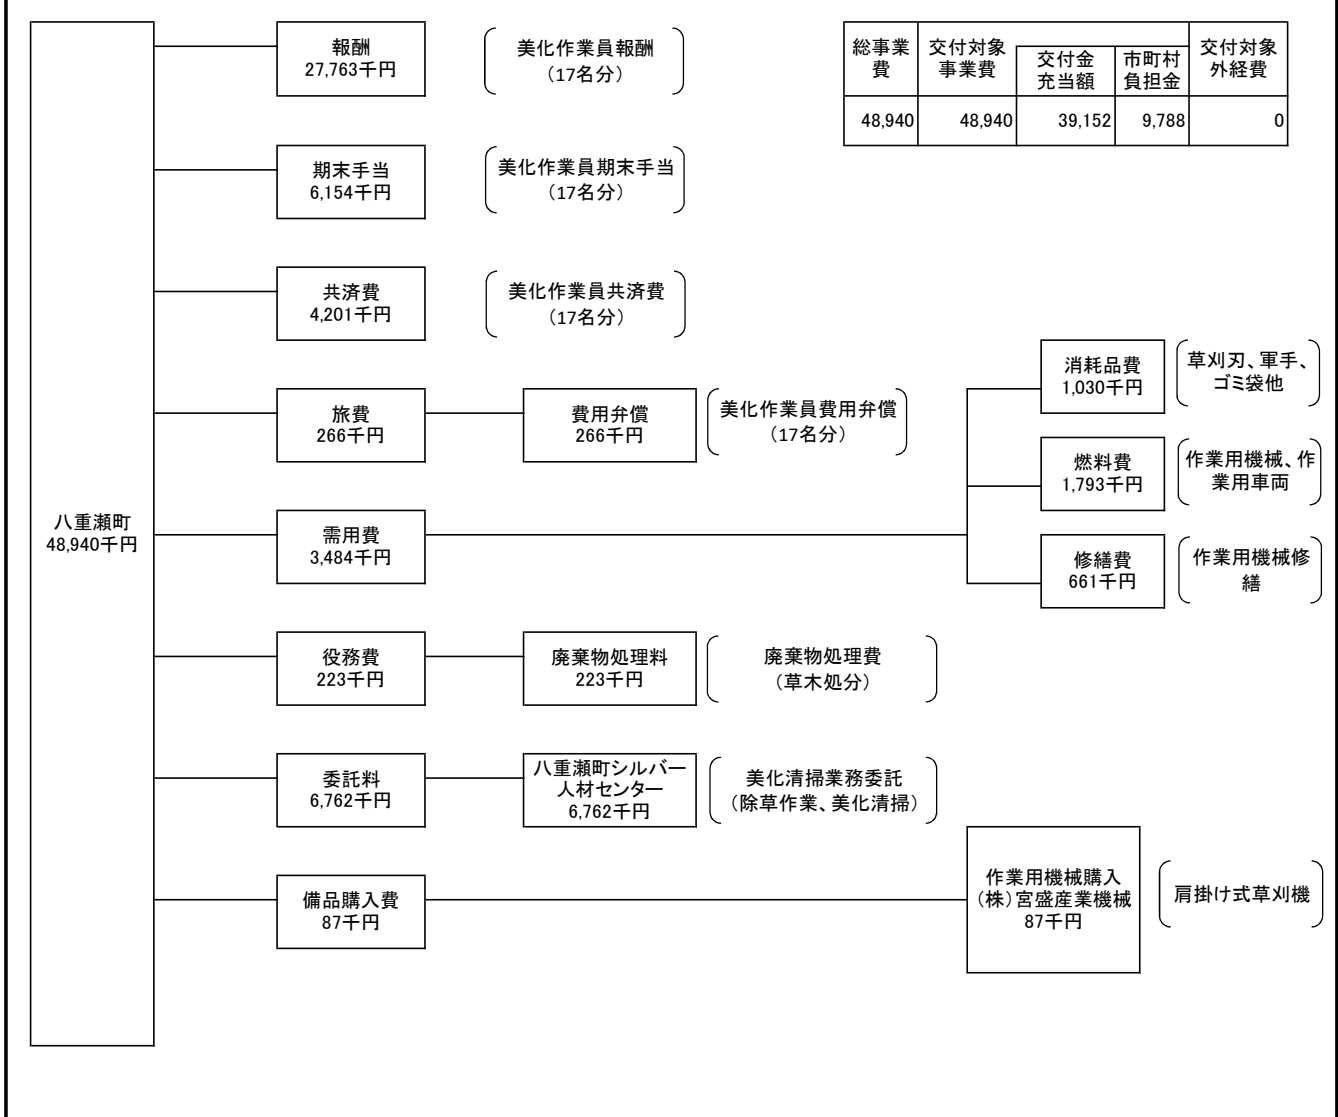 総事業
費
交付対象
事業費
交付金
充当額
市町村
負担金
交付対象
外経費
48,940
48,940
39,152
9,788
0
八重瀬町
48,940千円
報酬
27,763千円
美化作業員報酬
（17名分）
期末手当
6,154千円
美化作業員期末手当
（17名分）
共済費
4,201千円
美化作業員共済費
（17名分）
旅費
266千円
費用弁償
266千円
美化作業員費用弁償
（17名分）
需用費
3,484千円
消耗品費
1,030千円
草刈刃、軍手、
ゴミ袋他
燃料費
1,793千円
作業用機械、作
業用車両
修繕費
661千円
作業用機械修
繕
役務費
223千円
廃棄物処理料
223千円
廃棄物処理費
（草木処分）
委託料
6,762千円
八重瀬町シルバー
人材センター
6,762千円
美化清掃業務委託
（除草作業、美化清掃）
備品購入費
87千円
作業用機械購入
（株）宮盛産業機械
87千円
肩掛け式草刈機